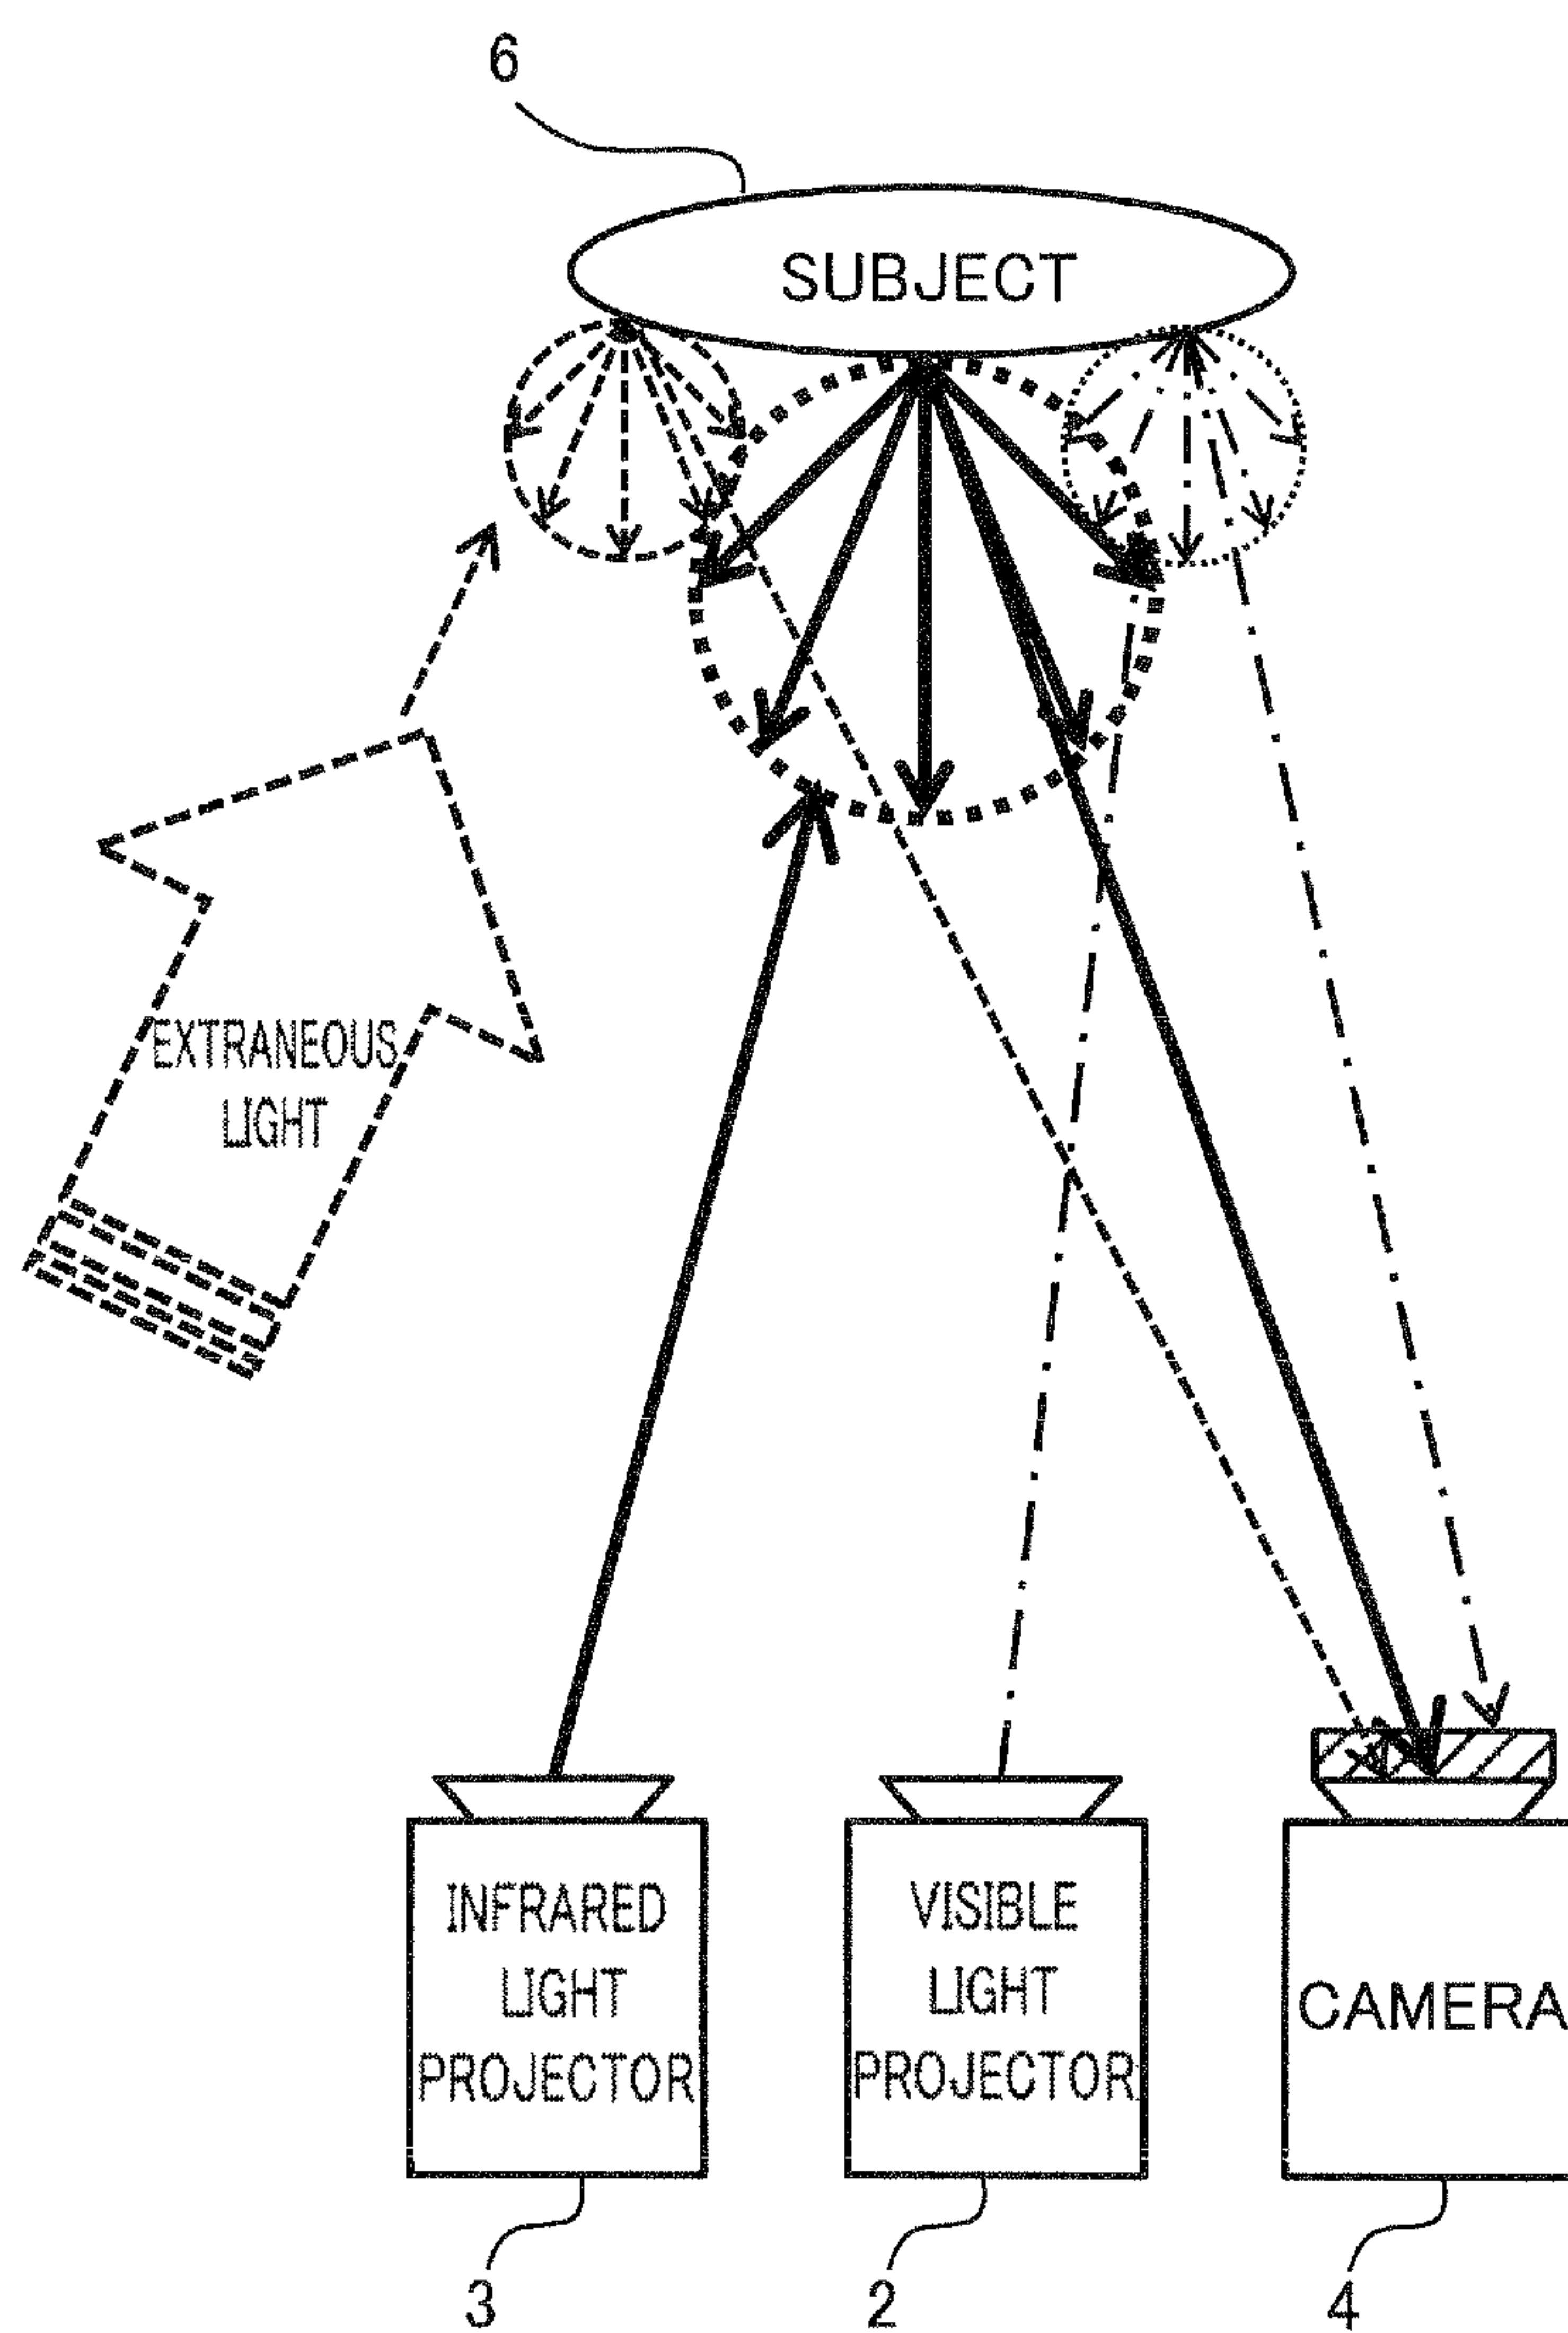 6
SUBJECT
EXTRANEOUS
LIGHT
INFRARED
LIGHT
PROJECTOR
VISIBLE
LIGHT
PROJECTOR
CAMERA
3
2
4